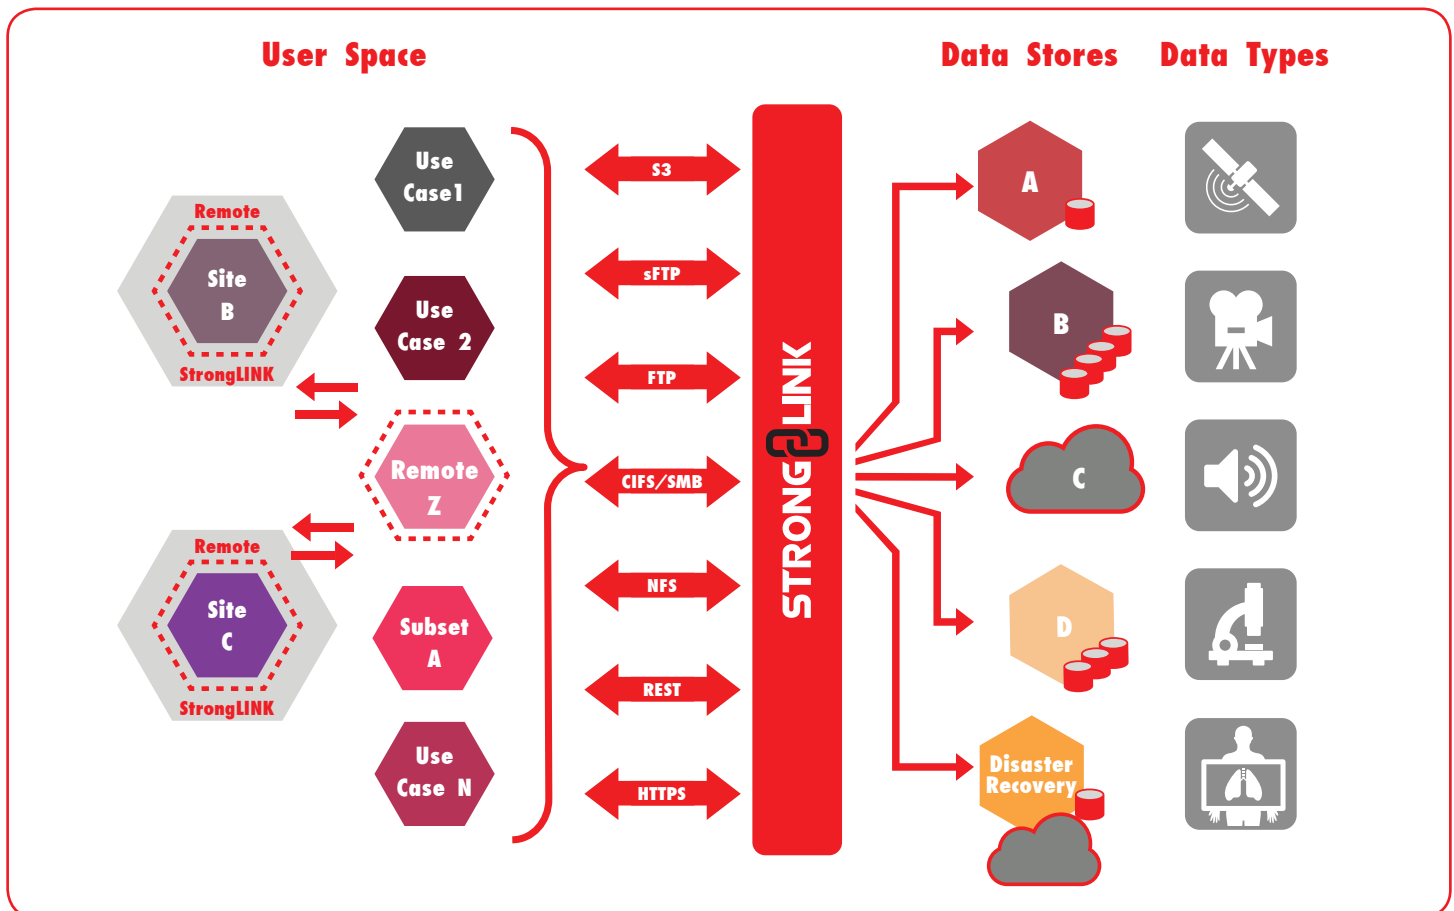 User Space
Data Stores
Data Types
Remote
Site
B
StrongLINK
Remote
Site
C
StrongLINK
Use
Case1
Use
Case 2
Remote
Z
Subset
A
Use
Case N
S3
sFTP
FTP
CIFS/SMB
NFS
REST
HTTPS
STRONGLINK
A
B
C
D
Disaster
Recovery